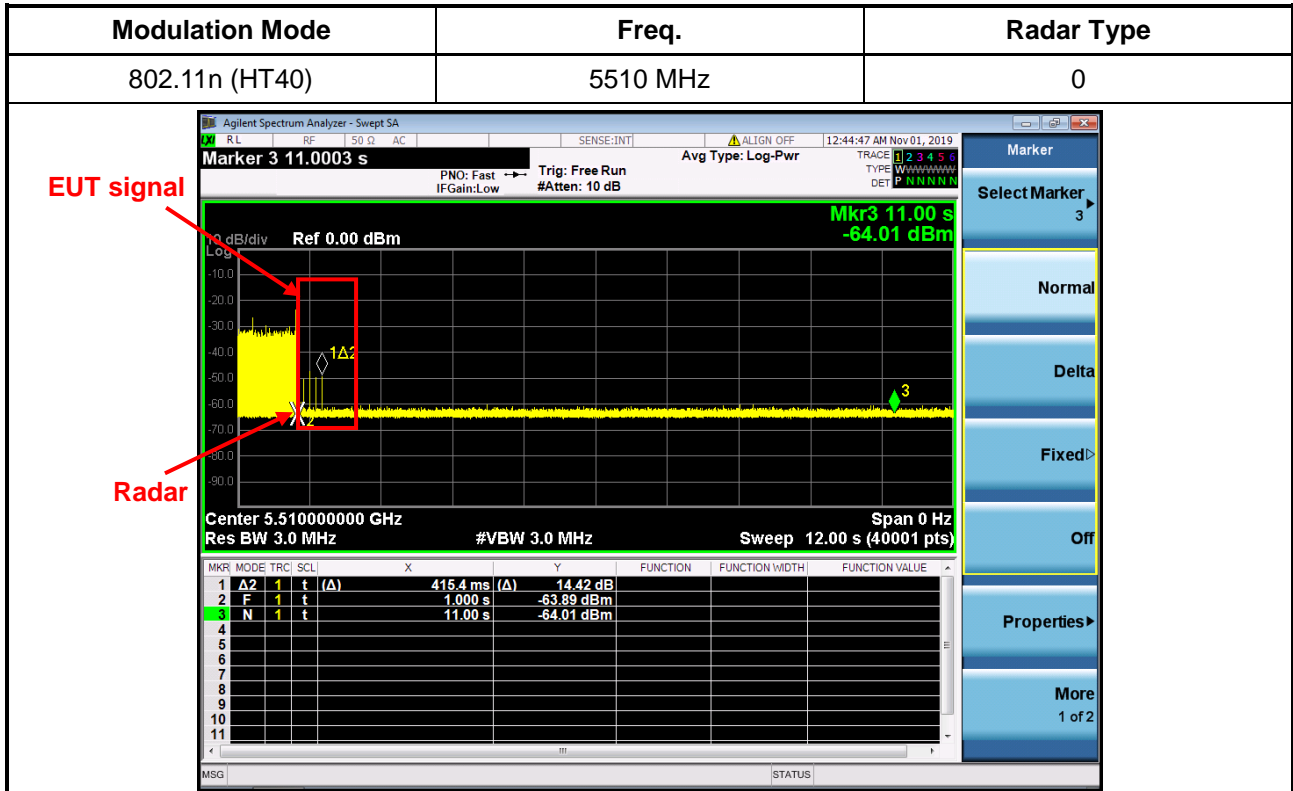 Modulation Mode Freq. Radar Type
802.11n (HT40) 5510 MHz 0
Agilent Spectrum Analyzer - Swept SA
LXI RL RF 50 Ω AC SENSE:INT ALIGN OFF 12:44:47 AM Nov 01, 2019
Marker 3 11.0003 s Avg Type: Log-Pwr TRACE 1 2 3 4 5 6
PNO: Fast Trig: Free Run TYPE WWWWWW
IFGain:Low #Atten: 10 dB DET P N N N N N
EUT signal
Mkr3 11.00 s
10 dB/div Ref 0.00 dBm -64.01 dBm
Log
-10.0
-20.0
-30.0
-40.0
1Δ2
-50.0
3
-60.0
2
-70.0
-80.0
-90.0
Radar
Center 5.510000000 GHz Span 0 Hz
Res BW 3.0 MHz #VBW 3.0 MHz Sweep 12.00 s (40001 pts)
MKR MODE TRC SCL X Y FUNCTION FUNCTION WIDTH FUNCTION VALUE
1 Δ2 1 t (Δ) 415.4 ms (Δ) 14.42 dB
2 F 1 t 1.000 s -63.89 dBm
3 N 1 t 11.00 s -64.01 dBm
4
5
6
7
8
9
10
11
MSG STATUS
Marker
Select Marker
3
Normal
Delta
Fixed
Off
Properties
More
1 of 2